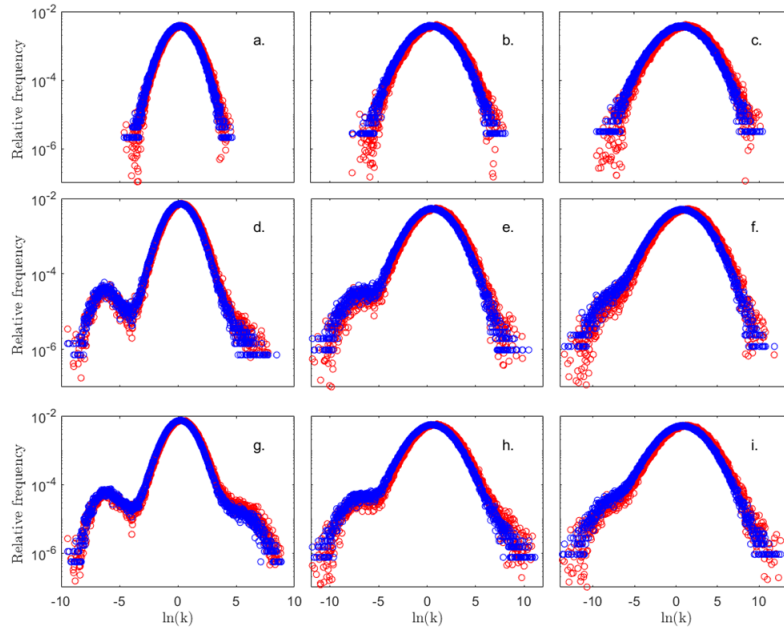 10^-2
10^-4
10^-6
Relative frequency
a.
b.
c.
10^-2
10^-4
10^-6
Relative frequency
d.
e.
f.
10^-2
10^-4
10^-6
Relative frequency
g.
h.
i.
-10 -5 0 5 10
-10 -5 0 5 10
-10 -5 0 5 10
ln(k) ln(k) ln(k)